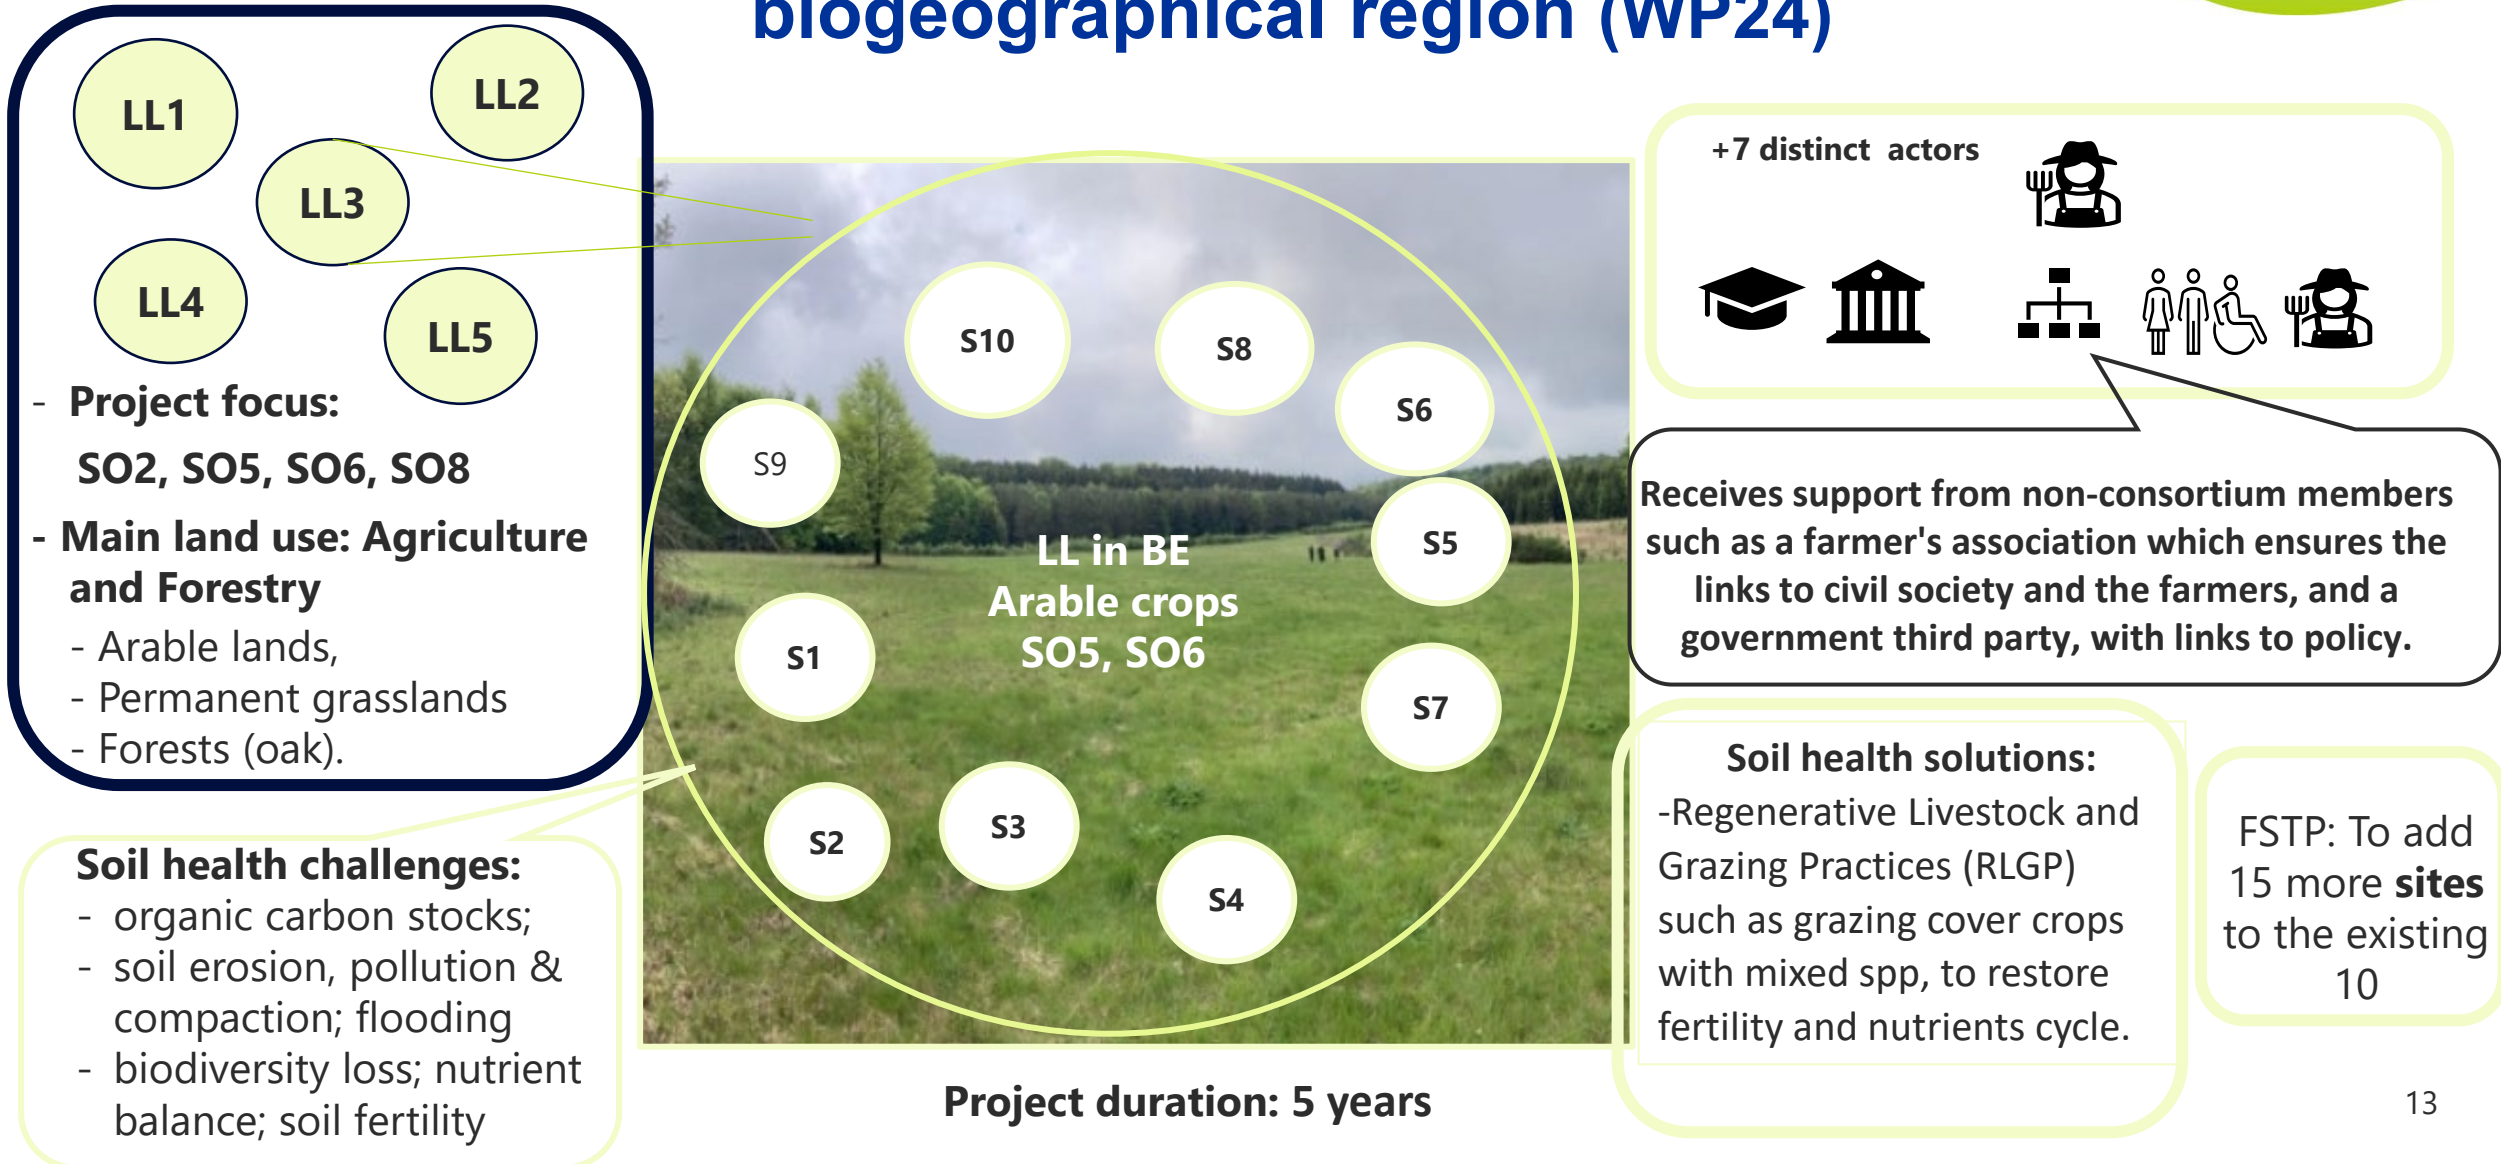 biogeographical region (WP24)
LL1
LL2
LL3
LL4
LL5
- Project focus:
SO2, SO5, SO6, SO8
- Main land use: Agriculture
and Forestry
- Arable lands,
- Permanent grasslands
- Forests (oak).
Soil health challenges:
- organic carbon stocks;
- soil erosion, pollution &
compaction; flooding
- biodiversity loss; nutrient
balance; soil fertility
S10
S8
S6
S9
S5
LL in BE
Arable crops
SO5, SO6
S1
S7
S2
S3
S4
Project duration: 5 years
+7 distinct actors
Receives support from non-consortium members
such as a farmer's association which ensures the
links to civil society and the farmers, and a
government third party, with links to policy.
Soil health solutions:
-Regenerative Livestock and
Grazing Practices (RLGP)
such as grazing cover crops
with mixed spp, to restore
fertility and nutrients cycle.
FSTP: To add
15 more sites
to the existing
10
13